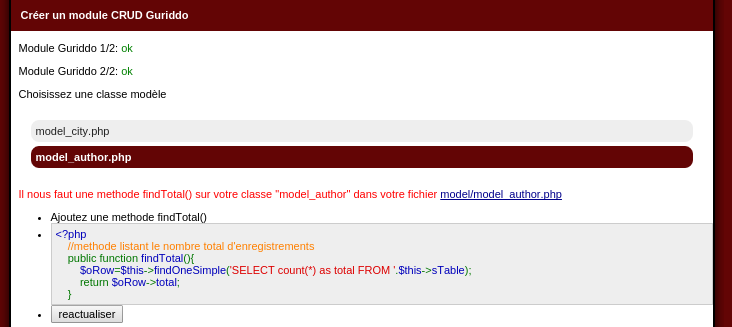 Créer un module CRUD Guriddo
Module Guriddo 1/2: ok
Module Guriddo 2/2: ok
Choisissez une classe modèle
model_city.php
model_author.php
Il nous faut une methode findTotal() sur votre classe "model_author" dans votre fichier model/model_author.php
Ajoutez une methode findTotal()
<?php
//methode listant le nombre total d'enregistrements
public function findTotal(){
$oRow=$this->findOneSimple('SELECT count(*) as total FROM '.$this->sTable);
return $oRow->total;
}
reactualiser